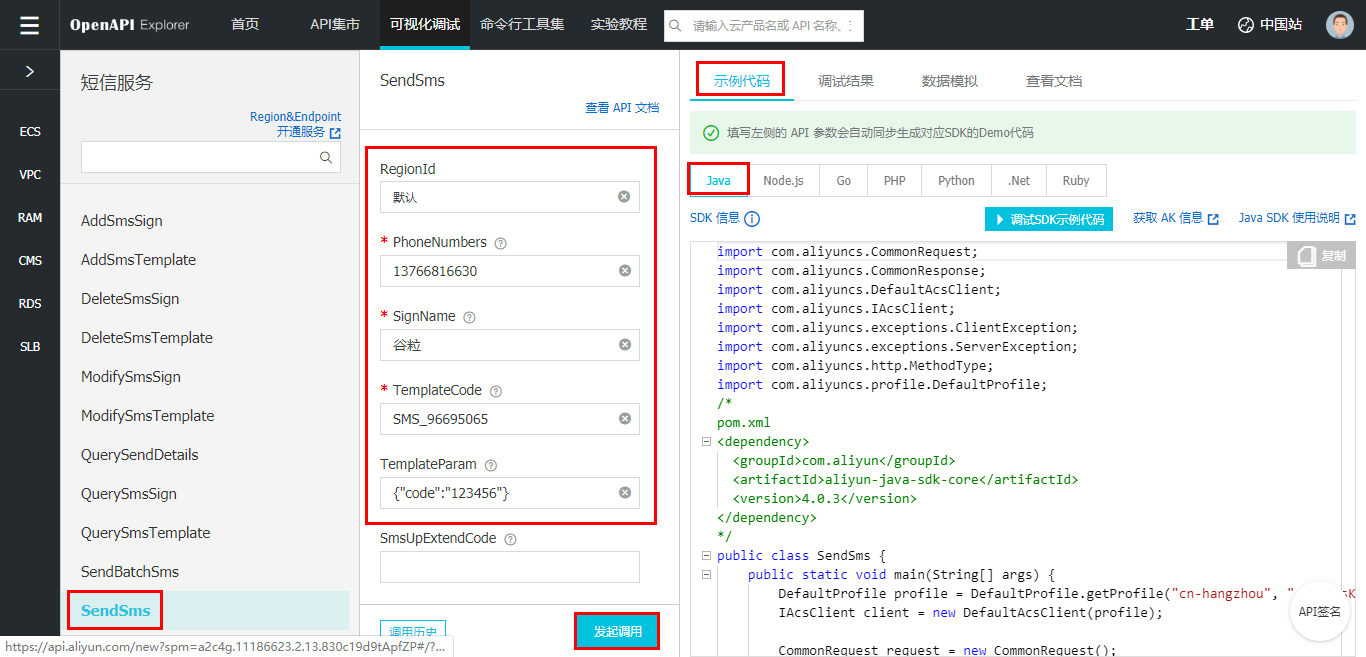 OpenAPI Explorer 首页 API集市 可视化调试 命令行工具集 实验教程 请输入云产品名或 API 名称、 工单 中国站
ECS
VPC
RAM
CMS
RDS
SLB
短信服务
Region&Endpoint
开通服务
AddSmsSign
AddSmsTemplate
DeleteSmsSign
DeleteSmsTemplate
ModifySmsSign
ModifySmsTemplate
QuerySendDetails
QuerySmsSign
QuerySmsTemplate
SendBatchSms
SendSms
https://api.aliyun.com/new?spm=a2c4g.11186623.2.13.830c19d9tApfZP#/?...
SendSms
查看 API 文档
RegionId
默认
* PhoneNumbers
13766816630
* SignName
谷粒
* TemplateCode
SMS_96695065
TemplateParam
{"code":"123456"}
SmsUpExtendCode
调用历史 发起调用
示例代码 调试结果 数据模拟 查看文档
填写左侧的 API 参数会自动同步生成对应SDK的Demo代码
Java Node.js Go PHP Python .Net Ruby
SDK 信息 调试SDK示例代码 获取 AK 信息 Java SDK 使用说明
复制
import com.aliyuncs.CommonRequest;
import com.aliyuncs.CommonResponse;
import com.aliyuncs.DefaultAcsClient;
import com.aliyuncs.IAcsClient;
import com.aliyuncs.exceptions.ClientException;
import com.aliyuncs.exceptions.ServerException;
import com.aliyuncs.http.MethodType;
import com.aliyuncs.profile.DefaultProfile;
/*
pom.xml
<dependency>
<groupId>com.aliyun</groupId>
<artifactId>aliyun-java-sdk-core</artifactId>
<version>4.0.3</version>
</dependency>
*/
public class SendSms {
public static void main(String[] args) {
DefaultProfile profile = DefaultProfile.getProfile("cn-hangzhou", "
IAcsClient client = new DefaultAcsClient(profile);
CommonRequest request = new CommonRequest();
API签名